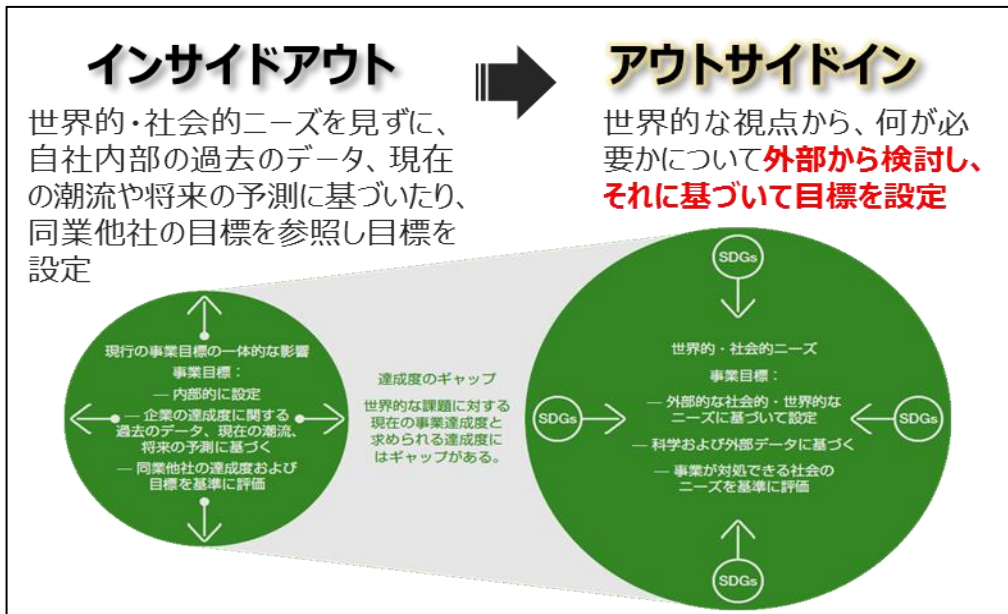 インサイドアウト
世界的・社会的ニーズを見ずに、
自社内部の過去のデータ、現在
の潮流や将来の予測に基づいたり、
同業他社の目標を参照し目標を
設定
アウトサイドイン
世界的な視点から、何が必
要かについて外部から検討し、
それに基づいて目標を設定
現行の事業目標の一体的な影響
事業目標：
— 内部的に設定
— 企業の達成度に関する
過去のデータ、現在の潮流、
将来の予測に基づく
— 同業他社の達成度および
目標を基準に評価
達成度のギャップ
世界的な課題に対する
現在の事業達成度と
求められる達成度に
はギャップがある。
SDGs
世界的・社会的ニーズ
事業目標：
— 外部的な社会的・世界的な
ニーズに基づいて設定
— 科学および外部データに基づく
— 事業が対処できる社会の
ニーズを基準に評価
SDGs
SDGs
SDGs